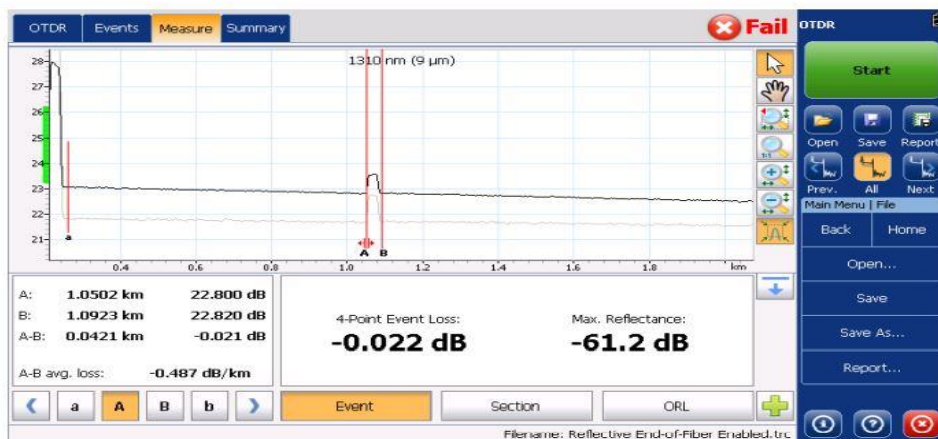 OTDR Events Measure Summary Fail OTDR
1310 nm (9 µm)
28
27
26
25
24
23
22
21
a A B
0.4 0.6 0.8 1.0 1.2 1.4 1.6 1.8 km
A: 1.0502 km 22.800 dB
B: 1.0923 km 22.820 dB
A-B: 0.0421 km -0.021 dB
A-B avg. loss: -0.487 dB/km
4-Point Event Loss:
-0.022 dB
Max. Reflectance:
-61.2 dB
a A B b Event Section ORL
Filename: Reflective End-of-Fiber Enabled.trc
Start
Open Save Report
Prev. All Next
Main Menu | File
Back Home
Open...
Save
Save As...
Report...